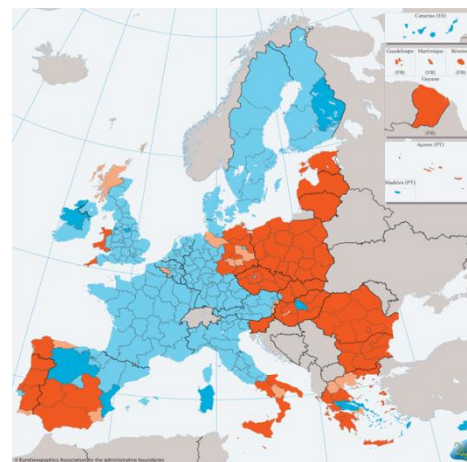 Canarias (ES)
Guadeloupe Martinique Réunion
(FR) (FR) (FR)
Guyane
(FR)
Açores (PT)
Madeira (PT)
© EuroGeographics Association for the administrative boundaries